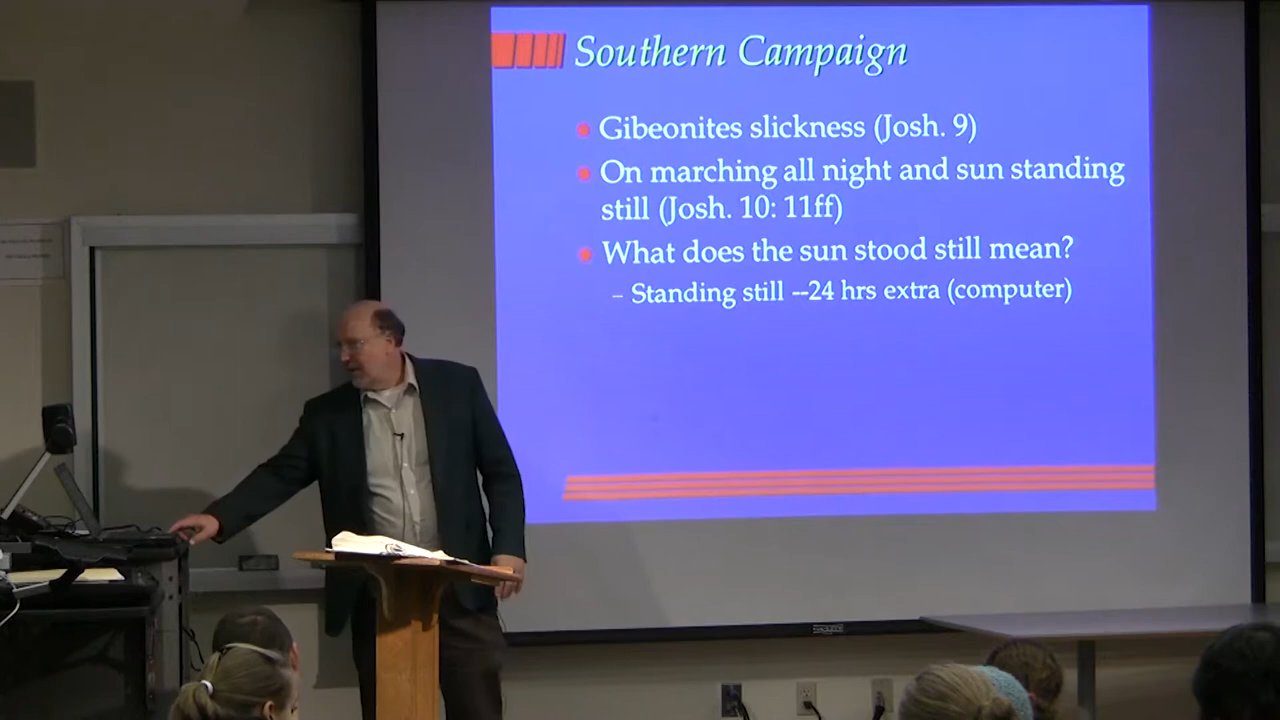 Southern Campaign
Gibeonites slickness (Josh. 9)
On marching all night and sun standing
still (Josh. 10: 11ff)
What does the sun stood still mean?
– Standing still --24 hrs extra (computer)